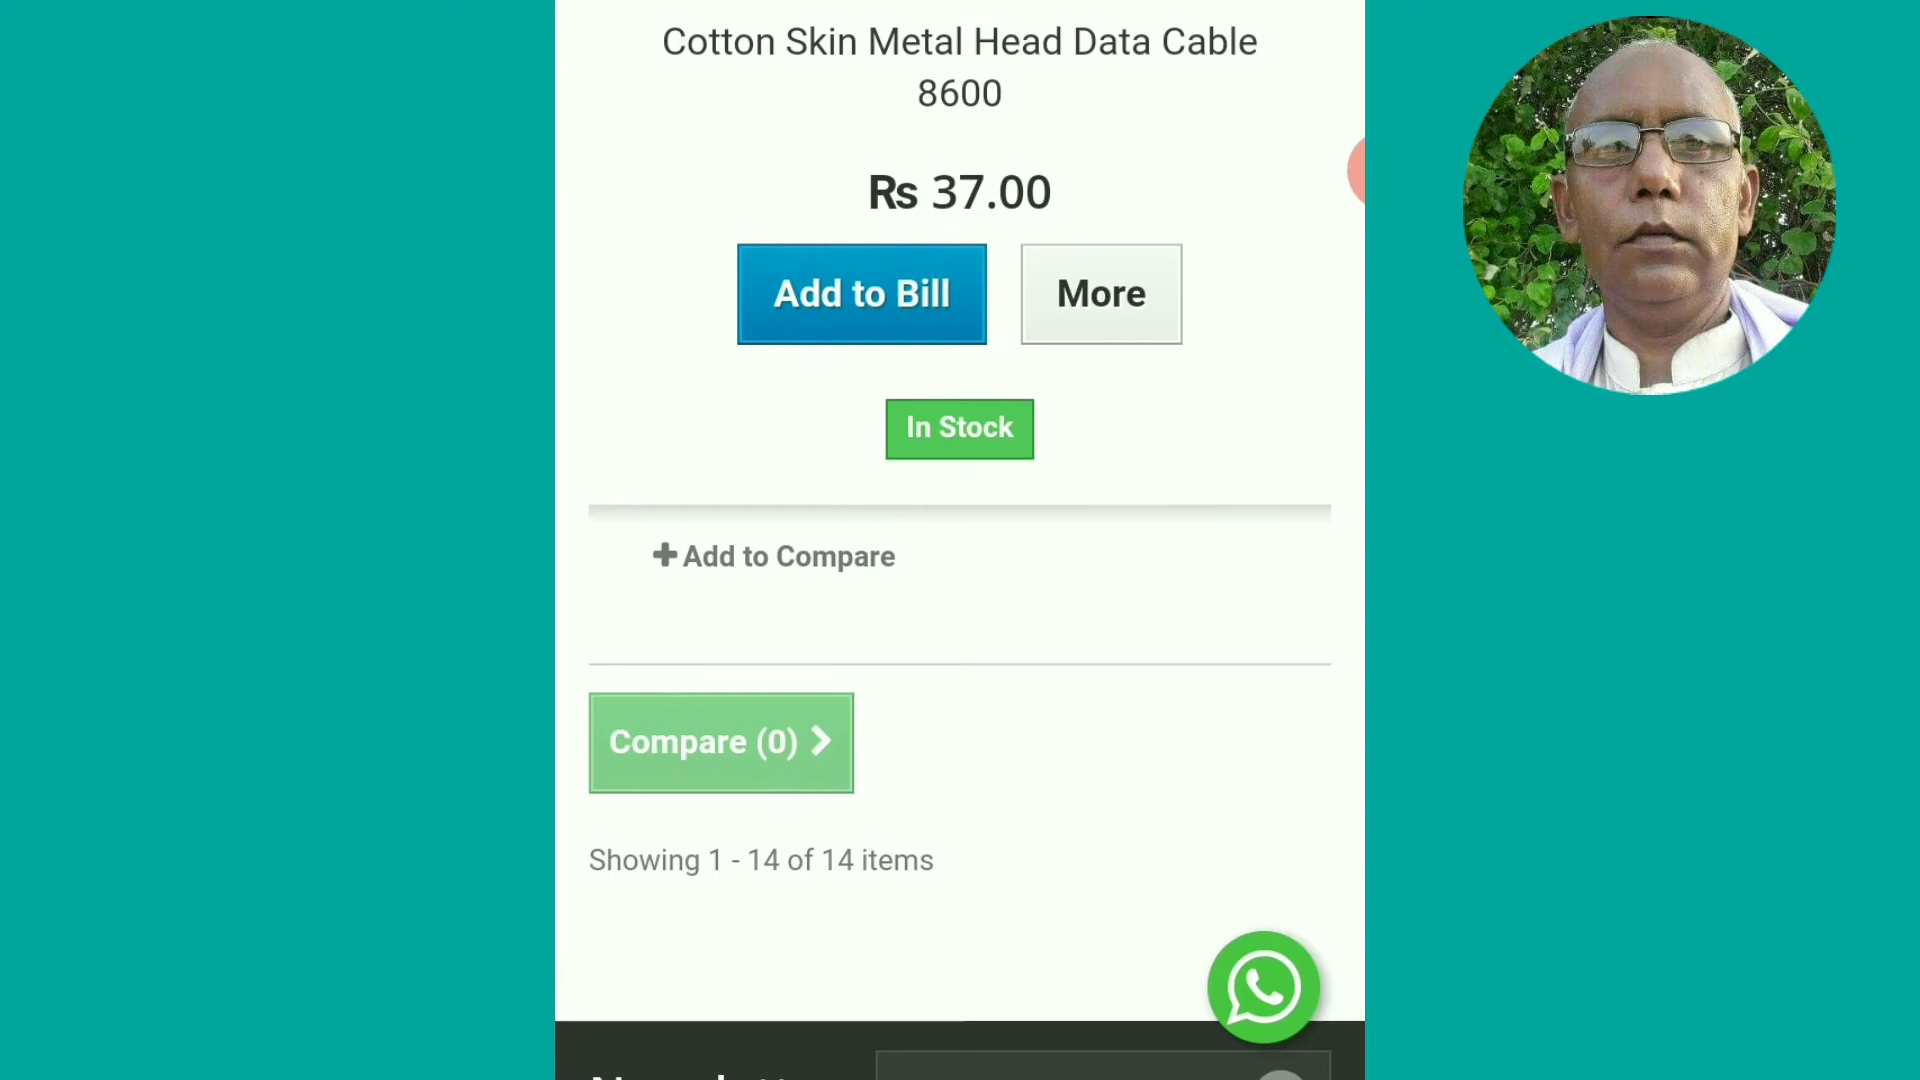 Cotton Skin Metal Head Data Cable
8600
₨ 37.00
Add to Bill
More
In Stock
Add to Compare
Compare (0)
Showing 1 - 14 of 14 items